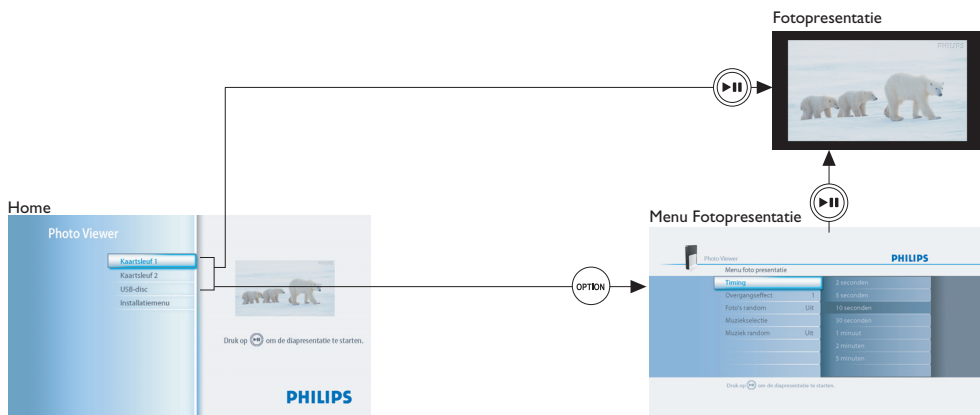 Fotopresentatie
PHILIPS
Home
Photo Viewer
Kaartsleuf 1
Kaartsleuf 2
USB-disc
Installatiemenu
Druk op om de diapresentatie te starten.
PHILIPS
OPTION
Menu Fotopresentatie
Photo Viewer
PHILIPS
Menu foto presentatie
Timing
Overgangseffect 1
Foto's random Uit
Muziekselectie
Muziek random Uit
2 seconden
5 seconden
10 seconden
30 seconden
1 minuut
2 minuten
5 minuten
Druk op om de diapresentatie te starten.